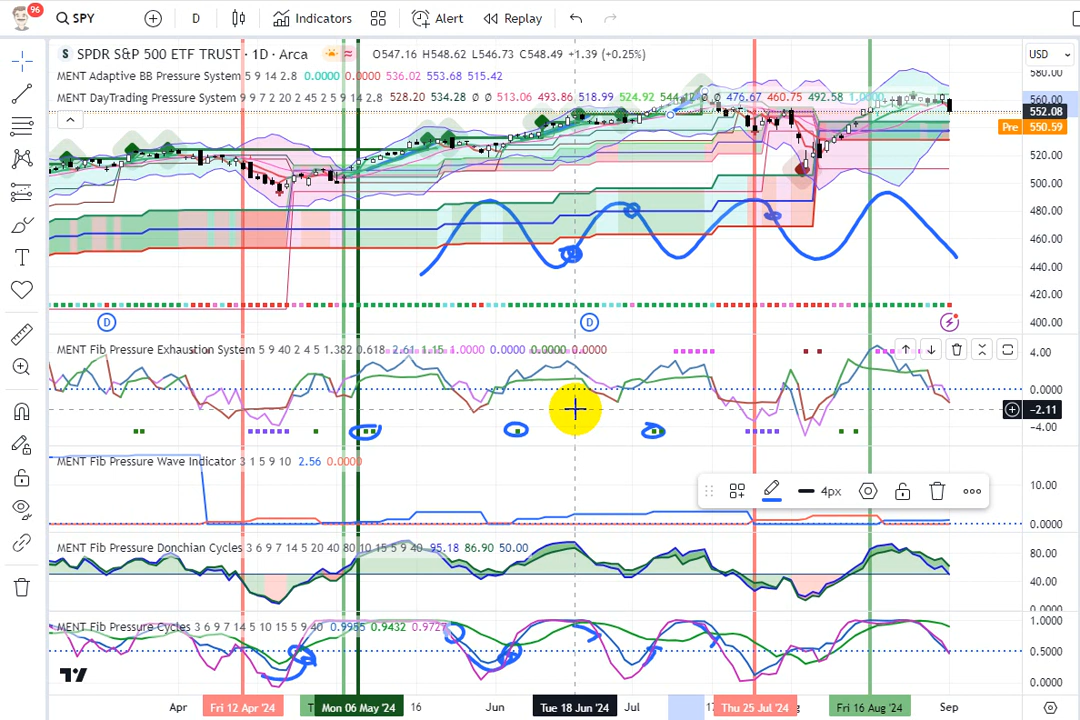 96
SPY
D
Indicators
Alert
Replay
S SPDR S&P 500 ETF TRUST · 1D · Arca O547.16 H548.62 L546.73 C548.49 +1.39 (+0.25%)
USD
MENT Adaptive BB Pressure System 5 9 14 2.8 0.0000 0.0000 536.02 553.68 515.42
580.00
MENT DayTrading Pressure System 9 9 7 2 20 2 45 2 5 9 14 2.8 528.20 534.28 Ø Ø 513.06 493.86 518.99 524.92 Ø Ø 476.67 460.75 492.58
560.00
552.08
Pre 550.59
520.00
500.00
480.00
460.00
440.00
420.00
400.00
D
D
MENT Fib Pressure Exhaustion System 5 9 40 2 4 5 1.382 0.618 -2.61 1.15 1.0000 0.0000 0.0000 0.0000
4.00
0.0000
−2.11
−4.00
MENT Fib Pressure Wave Indicator 3 1 5 9 10 2.56 0.0000
10.00
4px
0.0000
MENT Fib Pressure Donchian Cycles 3 6 9 7 14 5 20 40 80 10 15 5 9 40 95.18 86.90 50.00
80.00
40.00
0.0000
MENT Fib Pressure Cycles 3 6 9 7 14 5 10 15 5 9 40 0.9955 0.9432 0.9727
1.0000
0.5000
0.0000
Apr
Fri 12 Apr '24
Mon 06 May '24
16
Jun
Tue 18 Jun '24
Jul
Thu 25 Jul '24
Fri 16 Aug '24
Sep